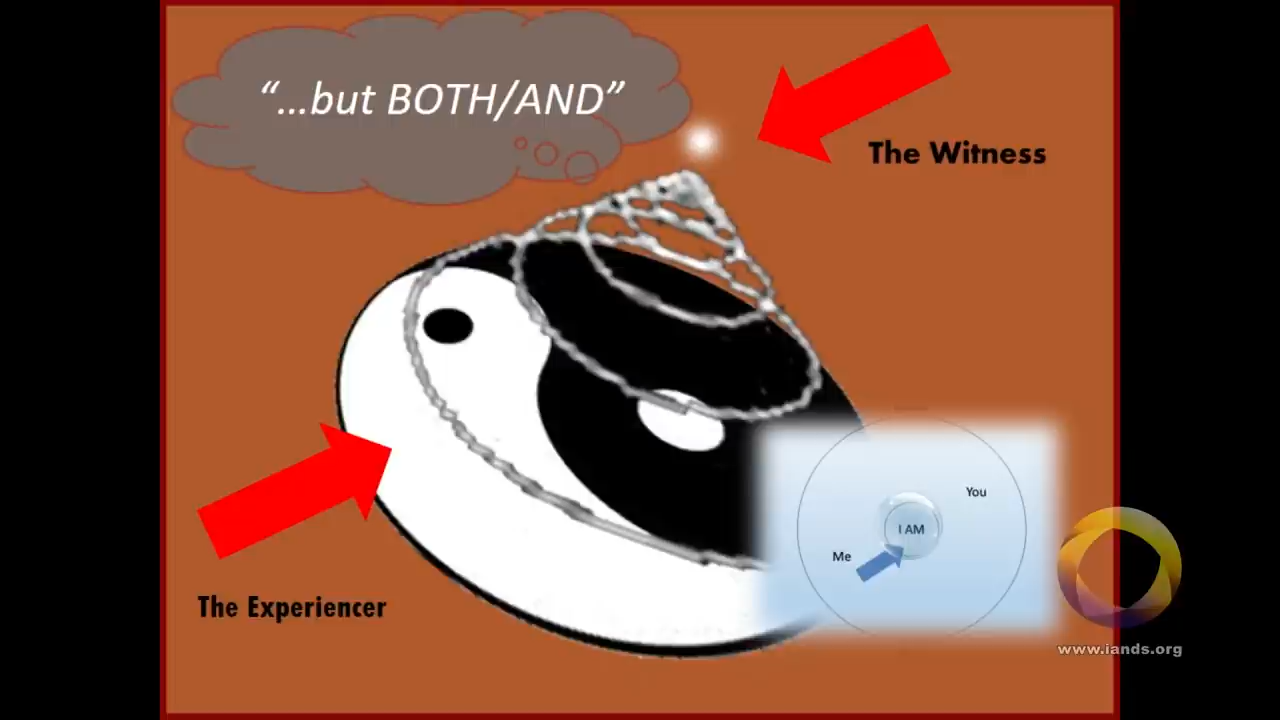 “...but BOTH/AND”
The Witness
You
I AM
Me
The Experiencer
www.iands.org